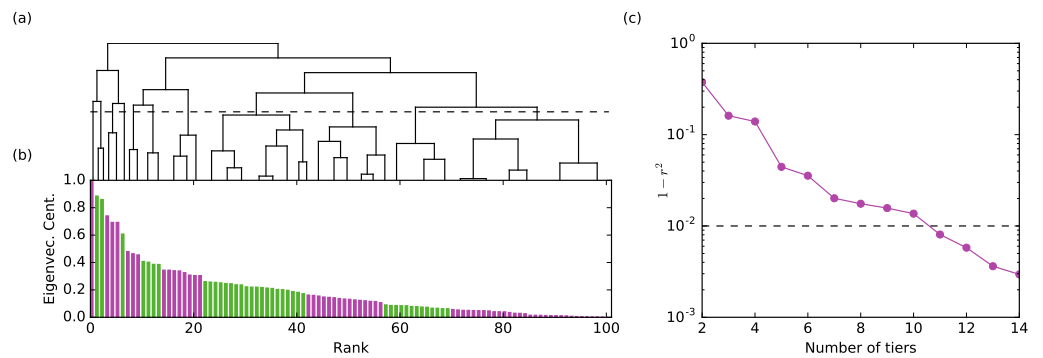 (a)
(b)
1.0
0.8
0.6
0.4
0.2
0.0
Eigenvec. Cent.
0 20 40 60 80 100
Rank
(c)
10^0
10^-1
10^-2
10^-3
1 − r^2
2 4 6 8 10 12 14
Number of tiers